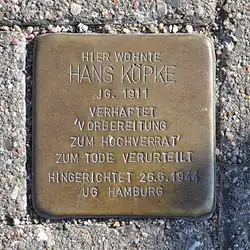 HIER WOHNTE
HANS KÖPKE
JG. 1911
VERHAFTET
'VORBEREITUNG
ZUM HOCHVERRAT'
ZUM TODE VERURTEILT
HINGERICHTET 26.6.1944
UG HAMBURG